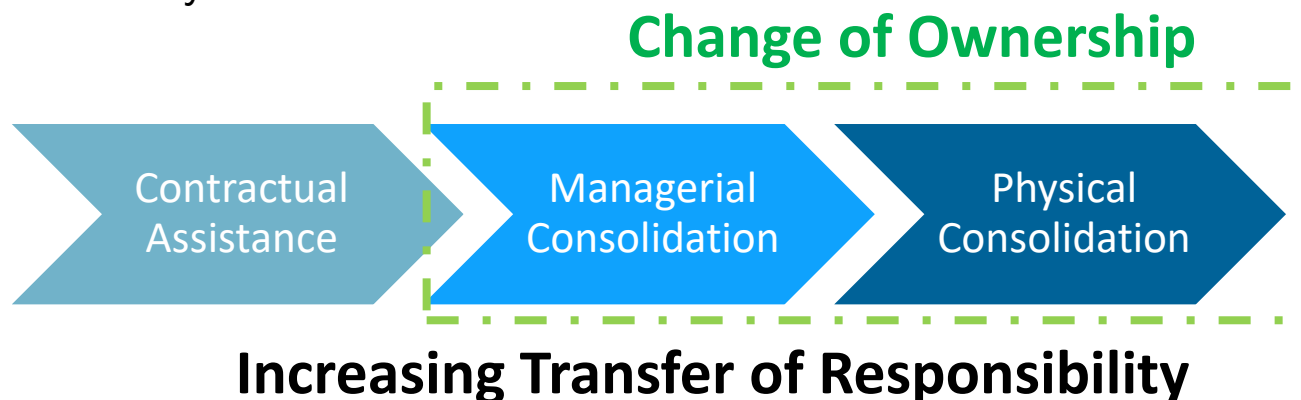 Change of Ownership
Contractual
Assistance
Managerial
Consolidation
Physical
Consolidation
Increasing Transfer of Responsibility